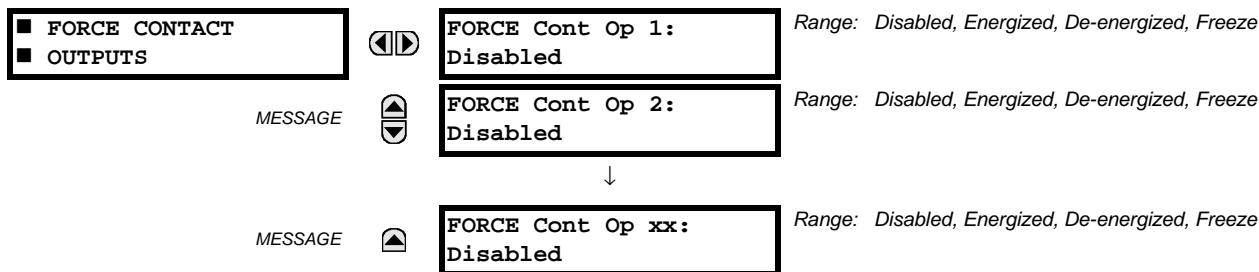 ■ FORCE CONTACT
■ OUTPUTS
FORCE Cont Op 1:
Disabled
Range: Disabled, Energized, De-energized, Freeze
MESSAGE
FORCE Cont Op 2:
Disabled
Range: Disabled, Energized, De-energized, Freeze
↓
MESSAGE
FORCE Cont Op xx:
Disabled
Range: Disabled, Energized, De-energized, Freeze